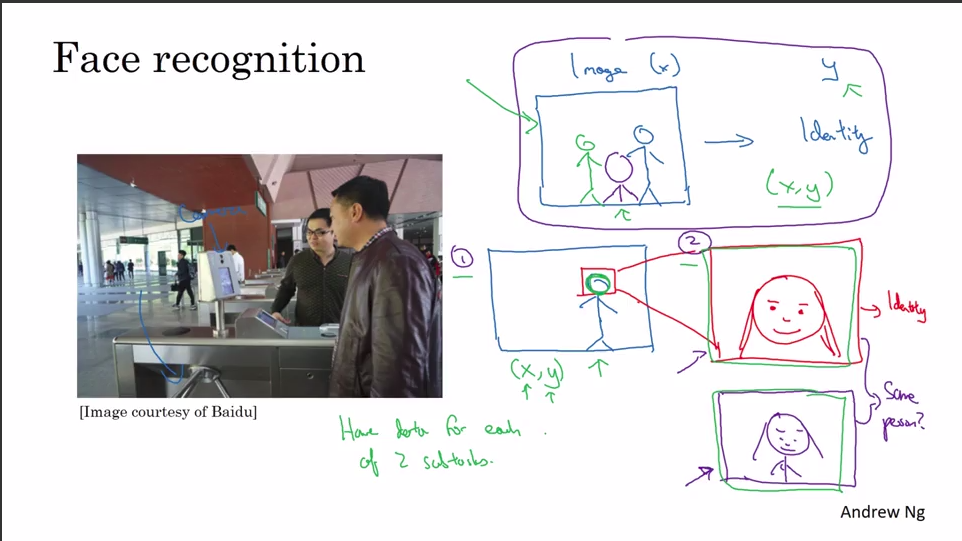 Face recognition
Image (x)
y
Identity
(x,y)
Camera
1
2
Identity
(x,y)
Same
person?
[Image courtesy of Baidu]
Have data for each
of 2 subtasks.
Andrew Ng